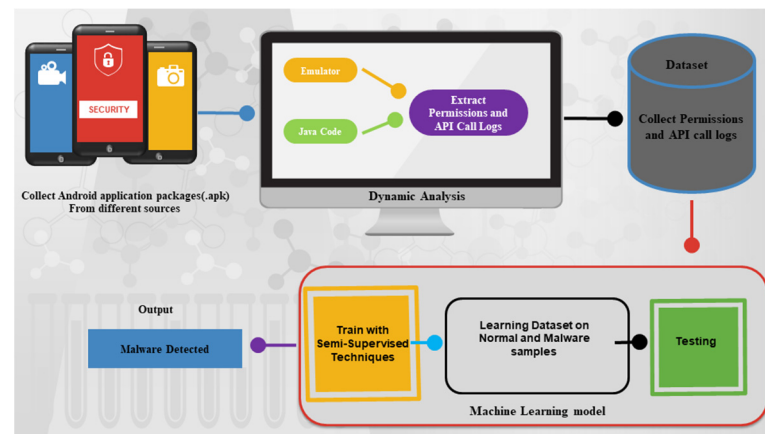 SECURITY
Collect Android application packages(.apk)
From different sources
Emulator
Java Code
Extract
Permissions and
API Call Logs
Dynamic Analysis
Dataset
Collect Permissions
and API call logs
Output
Malware Detected
Train with
Semi-Supervised
Techniques
Learning Dataset on
Normal and Malware
samples
Testing
Machine Learning model